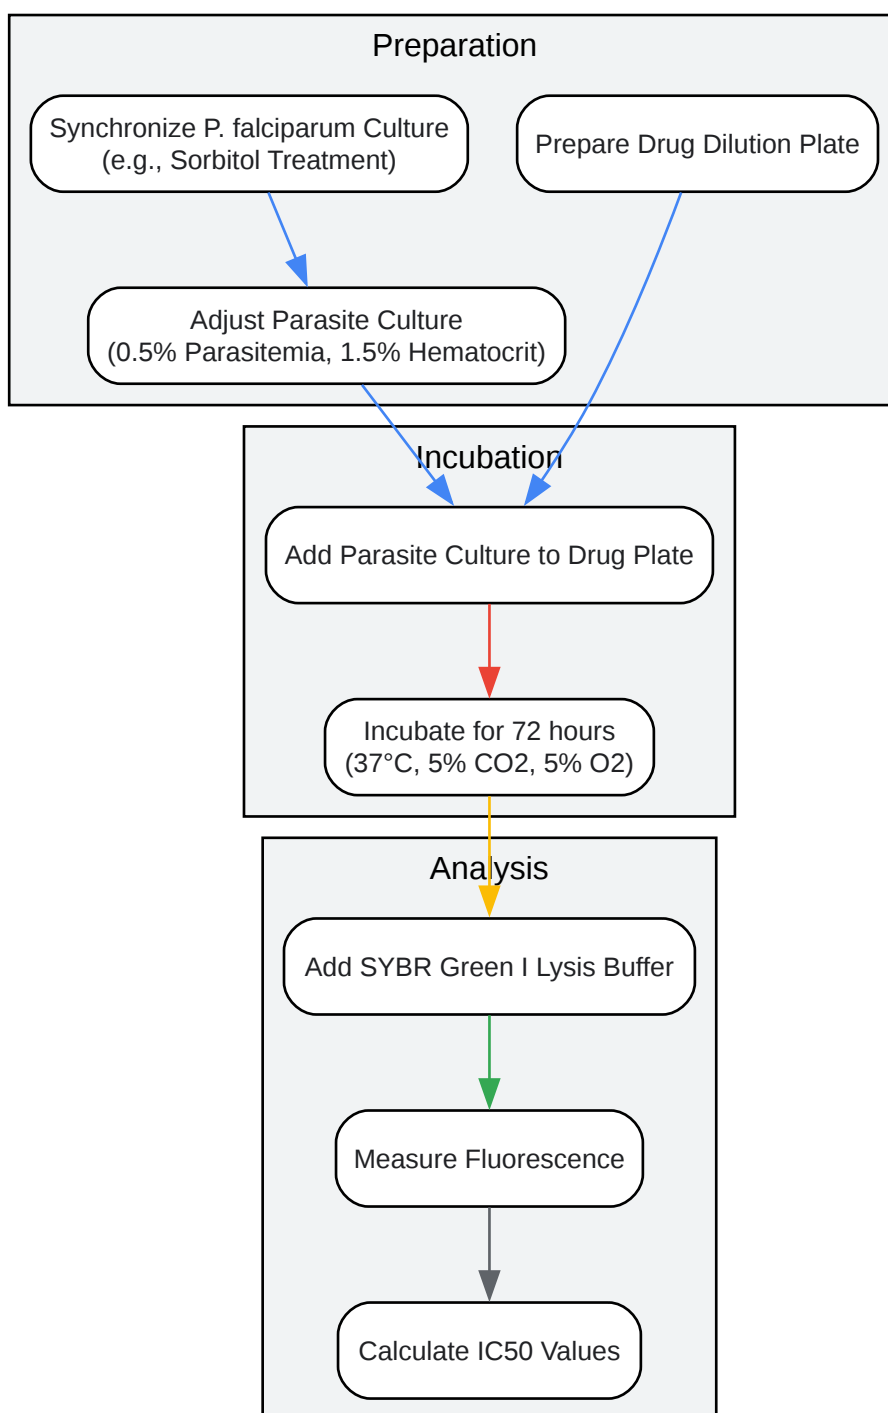 Preparation
Synchronize P. falciparum Culture
(e.g., Sorbitol Treatment)
Prepare Drug Dilution Plate
Adjust Parasite Culture
(0.5% Parasitemia, 1.5% Hematocrit)
Incubation
Add Parasite Culture to Drug Plate
Incubate for 72 hours
(37°C, 5% CO2, 5% O2)
Analysis
Add SYBR Green I Lysis Buffer
Measure Fluorescence
Calculate IC50 Values